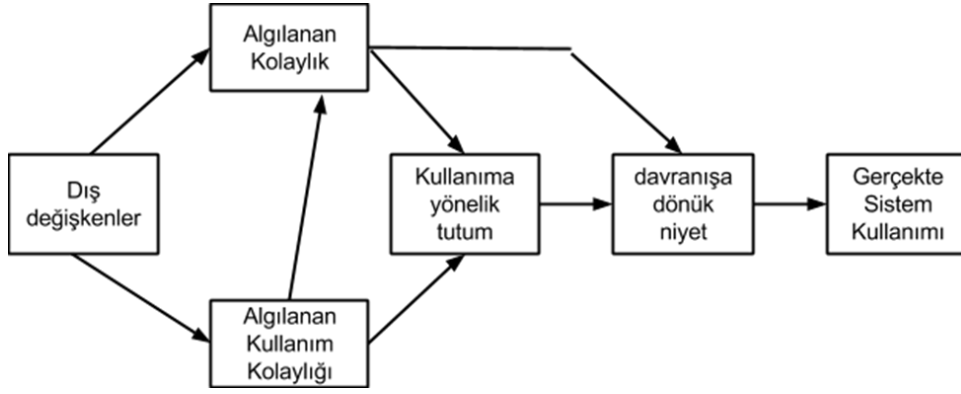 Algılanan
Kolaylık
Dış
değişkenler
Kullanıma
yönelik
tutum
davranışa
dönük
niyet
Gerçekte
Sistem
Kullanımı
Algılanan
Kullanım
Kolaylığı